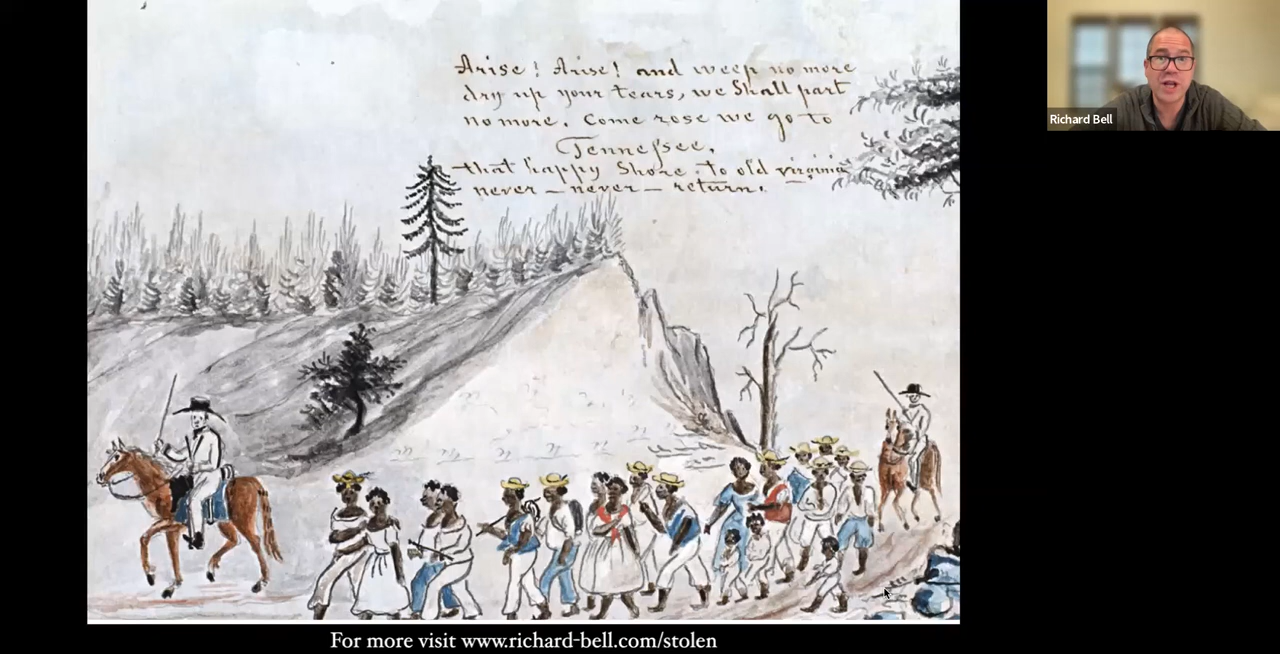 Arise! Arise! and weep no more
dry up your tears, we Shall part
no more. Come rose we go to
Tennessee,
that happy Shore. to old virginia
never – never – return.
Richard Bell
For more visit www.richard-bell.com/stolen